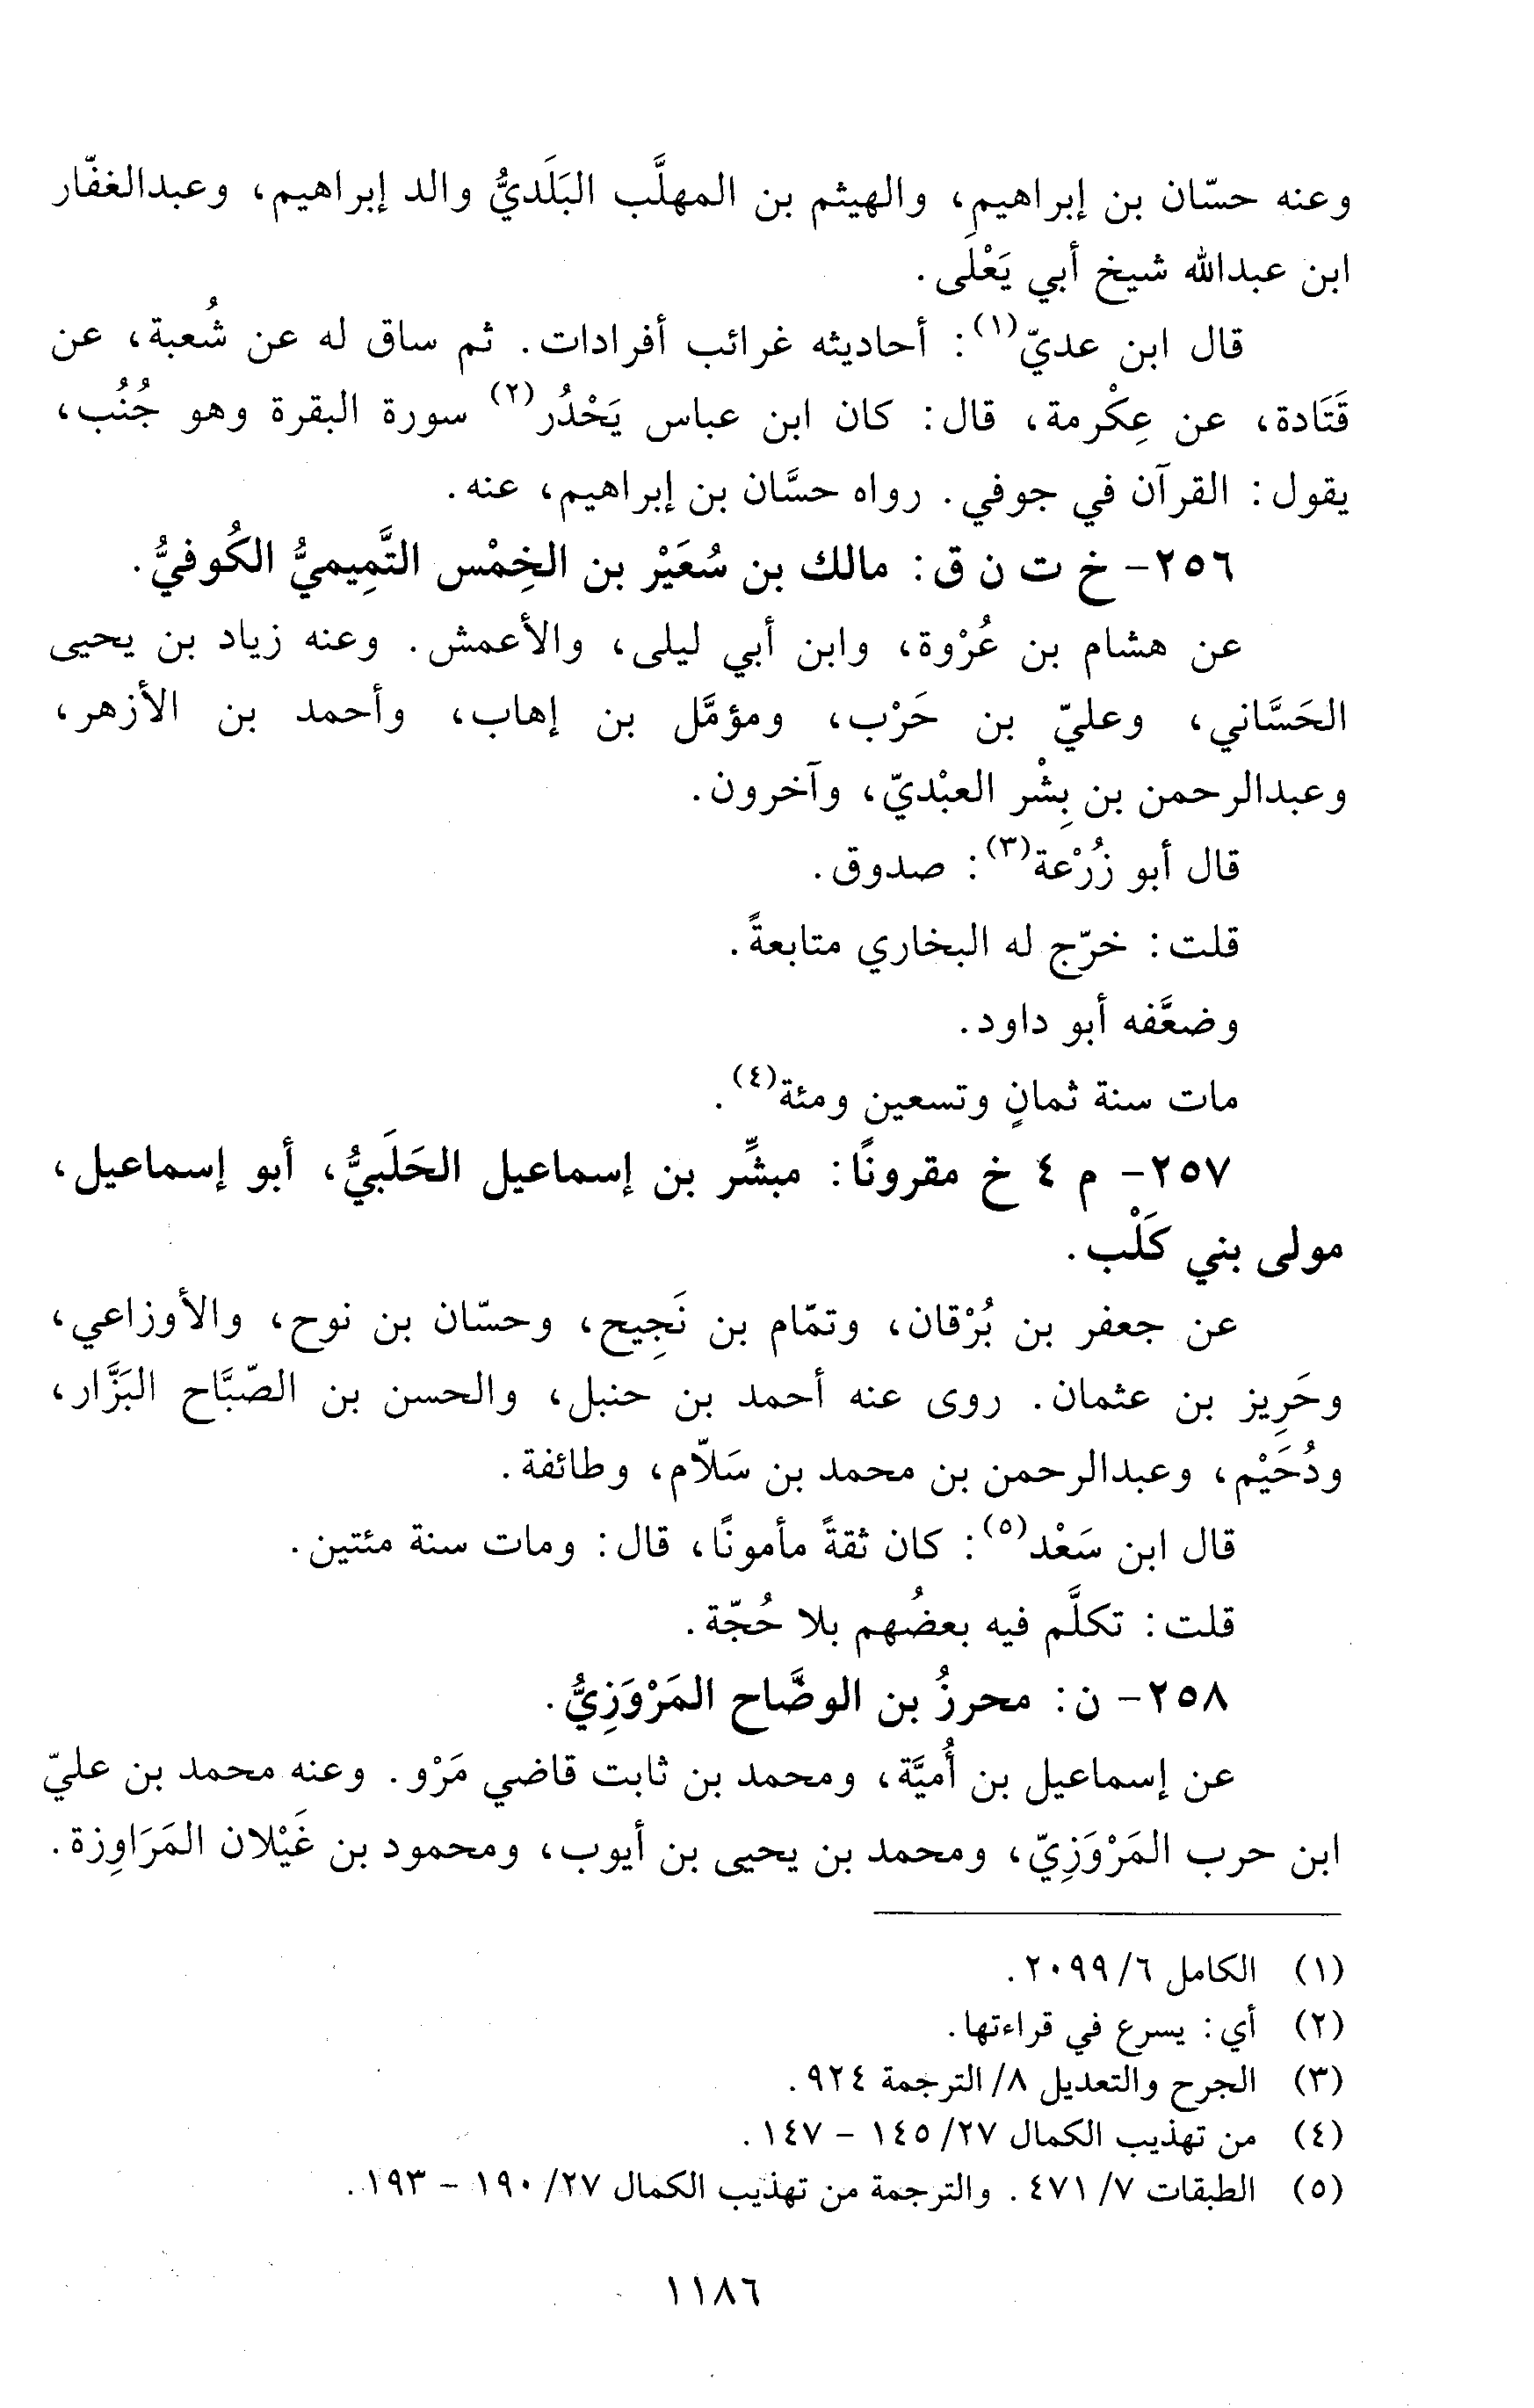 وعنه حسّان بن إبراهيم، والهيثم بن المهلَّب البَلَديُّ والد إبراهيم، وعبدالغفّار
ابن عبدالله شيخ أبي يَعْلَى.
قال ابن عديّ(١): أحاديثه غرائب أفرادات. ثم ساق له عن شُعبة، عن
قَتَادة، عن عِكْرمة، قال: كان ابن عباس يَحْدُر(٢) سورة البقرة وهو جُنُب،
يقول: القرآن في جوفي. رواه حسَّان بن إبراهيم، عنه.
٢٥٦- خ ت ن ق: مالك بن سُعَيْر بن الخِمْس التَّمِيميُّ الكُوفيُّ.
عن هشام بن عُرْوة، وابن أبي ليلى، والأعمش. وعنه زياد بن يحيى
الحَسَّاني، وعليّ بن حَرْب، ومؤمَّل بن إهاب، وأحمد بن الأزهر،
وعبدالرحمن بن بِشْر العبْديّ، وآخرون.
قال أبو زُرْعة(٣): صدوق.
قلت: خرّج له البخاري متابعةً.
وضعَّفه أبو داود.
مات سنة ثمانٍ وتسعين ومئة(٤).
٢٥٧- م ٤ خ مقرونًا: مبشِّر بن إسماعيل الحَلَبيُّ، أبو إسماعيل،
مولى بني كَلْب.
عن جعفر بن بُرْقان، وتمّام بن نَجِيح، وحسّان بن نوح، والأوزاعي،
وحَرِيز بن عثمان. روى عنه أحمد بن حنبل، والحسن بن الصّبَّاح البَزَّار،
ودُحَيْم، وعبدالرحمن بن محمد بن سَلاّم، وطائفة.
قال ابن سَعْد(٥): كان ثقةً مأمونًا، قال: ومات سنة مئتين.
قلت: تكلَّم فيه بعضُهم بلا حُجّة.
٢٥٨- ن: محرزُ بن الوضَّاح المَرْوَزِيُّ.
عن إسماعيل بن أُميَّة، ومحمد بن ثابت قاضي مَرْو. وعنه محمد بن عليّ
ابن حرب المَرْوَزِيّ، ومحمد بن يحيى بن أيوب، ومحمود بن غَيْلان المَرَاوِزة.
(١) الكامل ٦/ ٢٠٩٩.
(٢) أي: يسرع في قراءتها.
(٣) الجرح والتعديل ٨/ الترجمة ٩٢٤.
(٤) من تهذيب الكمال ٢٧/ ١٤٥ - ١٤٧.
(٥) الطبقات ٧/ ٤٧١. والترجمة من تهذيب الكمال ٢٧/ ١٩٠ - ١٩٣.
١١٨٦